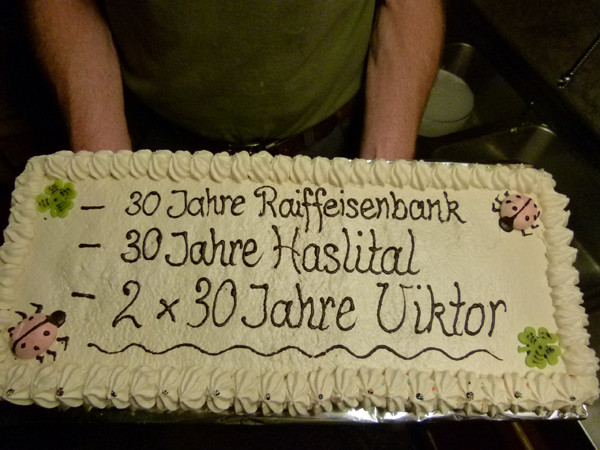 - 30 Jahre Raiffeisenbank
- 30 Jahre Haslital
- 2 x 30 Jahre Viktor